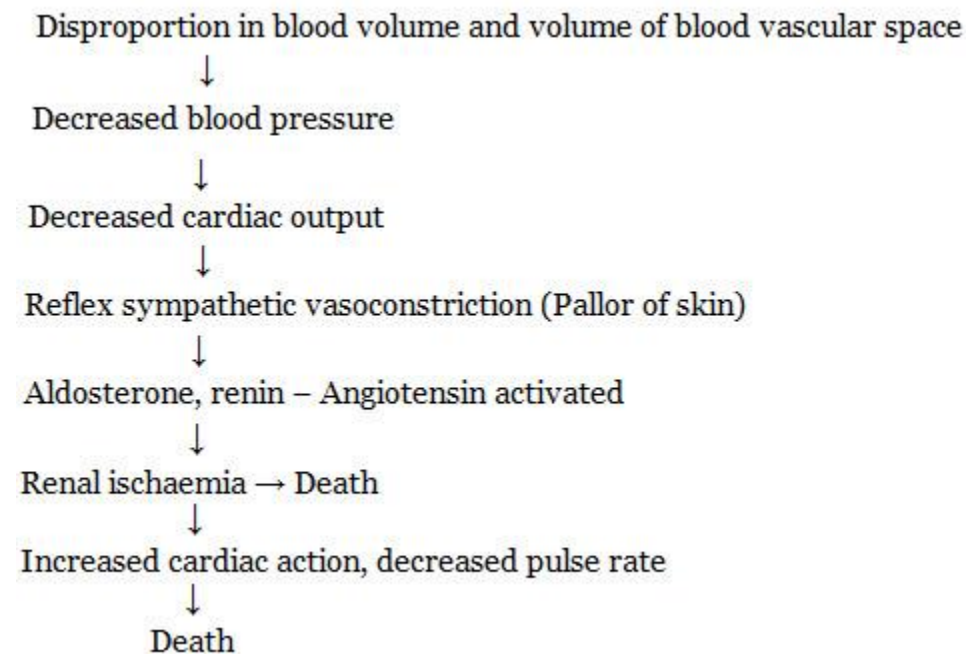 Disproportion in blood volume and volume of blood vascular space
↓
Decreased blood pressure
↓
Decreased cardiac output
↓
Reflex sympathetic vasoconstriction (Pallor of skin)
↓
Aldosterone, renin – Angiotensin activated
↓
Renal ischaemia → Death
↓
Increased cardiac action, decreased pulse rate
↓
Death